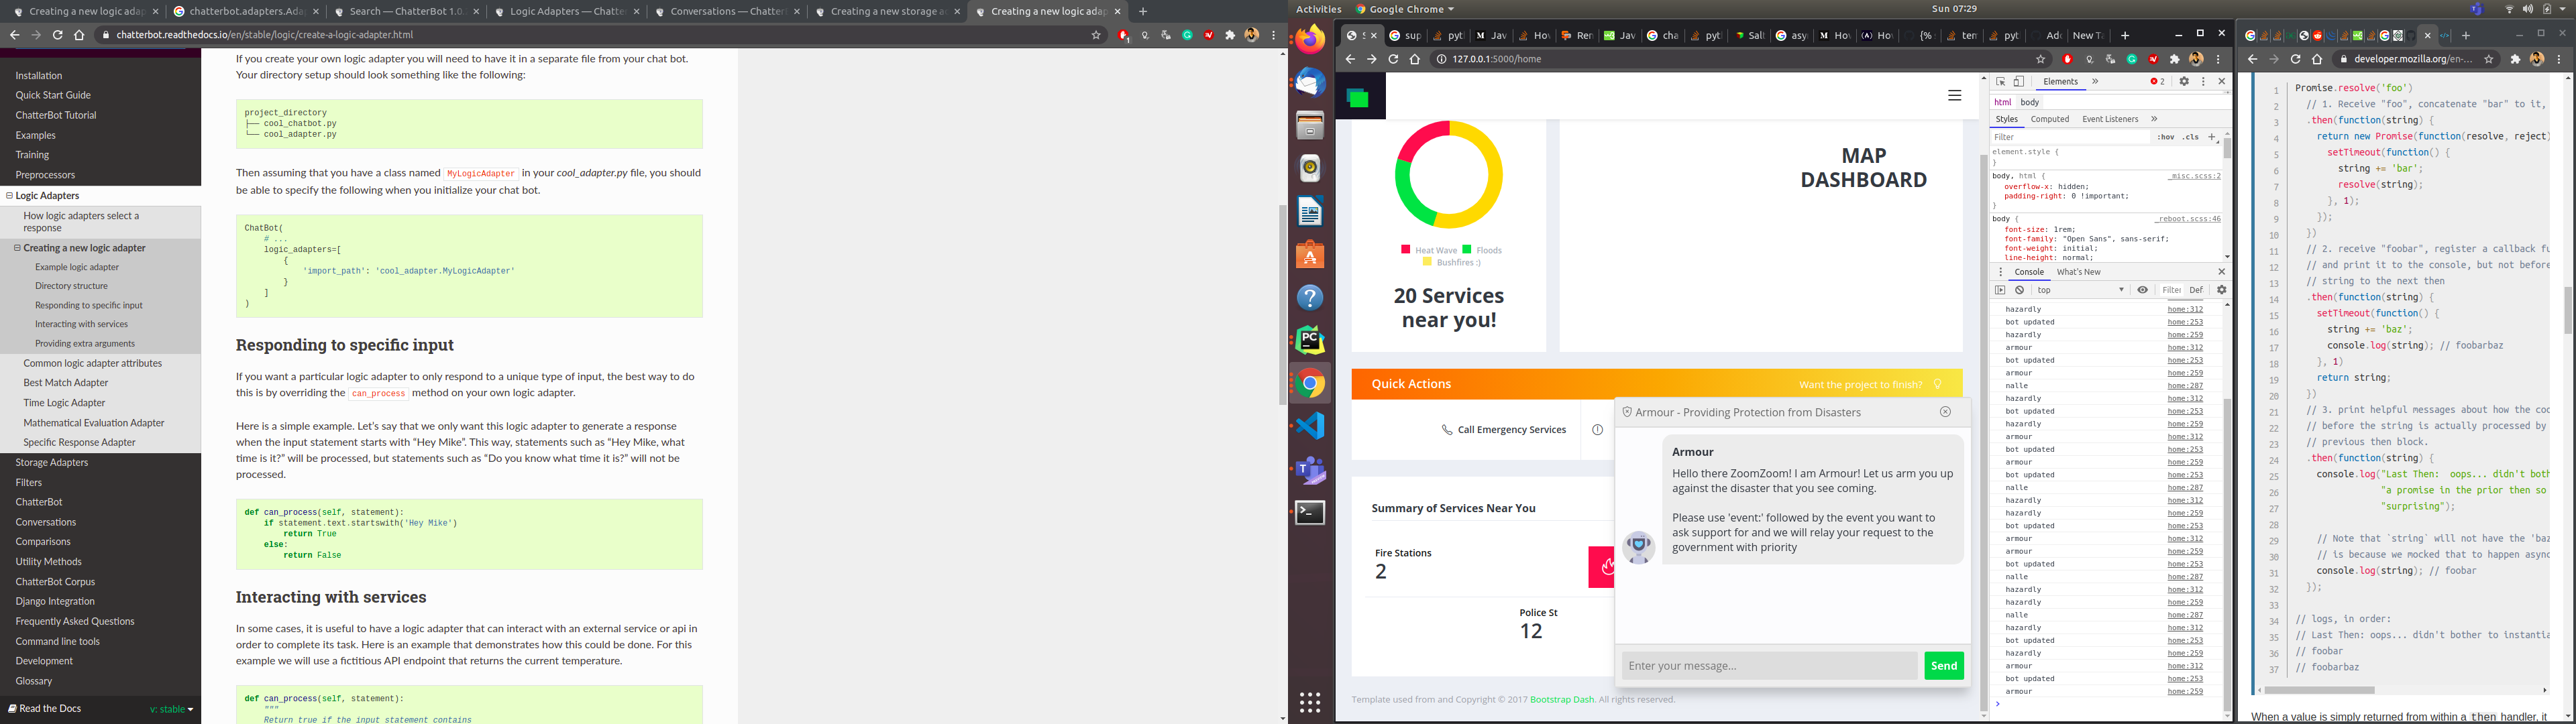 Creating a new logic adap
chatterbot.adapters.Ada
Search — ChatterBot 1.0.
Logic Adapters — Chatte
Conversations — Chatter
Creating a new storage a
Creating a new logic adap
chatterbot.readthedocs.io/en/stable/logic/create-a-logic-adapter.html
Installation
Quick Start Guide
ChatterBot Tutorial
Examples
Training
Preprocessors
Logic Adapters
How logic adapters select a
response
Creating a new logic adapter
Example logic adapter
Directory structure
Responding to specific input
Interacting with services
Providing extra arguments
Common logic adapter attributes
Best Match Adapter
Time Logic Adapter
Mathematical Evaluation Adapter
Specific Response Adapter
Storage Adapters
Filters
ChatterBot
Conversations
Comparisons
Utility Methods
ChatterBot Corpus
Django Integration
Frequently Asked Questions
Command line tools
Development
Glossary
Read the Docs
v: stable
If you create your own logic adapter you will need to have it in a separate file from your chat bot.
Your directory setup should look something like the following:
project_directory
├── cool_chatbot.py
└── cool_adapter.py
Then assuming that you have a class named MyLogicAdapter in your cool_adapter.py file, you should
be able to specify the following when you initialize your chat bot.
ChatBot(
# ...
logic_adapters=[
{
'import_path': 'cool_adapter.MyLogicAdapter'
}
]
)
Responding to specific input
If you want a particular logic adapter to only respond to a unique type of input, the best way to do
this is by overriding the can_process method on your own logic adapter.
Here is a simple example. Let's say that we only want this logic adapter to generate a response
when the input statement starts with "Hey Mike". This way, statements such as "Hey Mike, what
time is it?" will be processed, but statements such as "Do you know what time it is?" will not be
processed.
def can_process(self, statement):
if statement.text.startswith('Hey Mike')
return True
else:
return False
Interacting with services
In some cases, it is useful to have a logic adapter that can interact with an external service or api in
order to complete its task. Here is an example that demonstrates how this could be done. For this
example we will use a fictitious API endpoint that returns the current temperature.
def can_process(self, statement):
"""
Return true if the input statement contains
Activities
Google Chrome
Sun 07:29
127.0.0.1:5000/home
Heat Wave
Floods
Bushfires :)
20 Services
near you!
MAP
DASHBOARD
Quick Actions
Want the project to finish?
Call Emergency Services
Summary of Services Near You
Fire Stations
2
Police St
12
Template used from and Copyright © 2017 Bootstrap Dash. All rights reserved.
Armour - Providing Protection from Disasters
Armour
Hello there ZoomZoom! I am Armour! Let us arm you up
against the disaster that you see coming.
Please use 'event:' followed by the event you want to
ask support for and we will relay your request to the
government with priority
Enter your message...
Send
Elements
2
html body
Styles
Computed
Event Listeners
Filter
:hov .cls
element.style {
}
body, html {
_misc.scss:2
overflow-x: hidden;
padding-right: 0 !important;
}
body {
_reboot.scss:46
font-size: 1rem;
font-family: "Open Sans", sans-serif;
font-weight: initial;
line-height: normal;
Console
What's New
top
Def
hazardly home:312
bot updated home:253
hazardly home:259
armour home:312
bot updated home:253
armour home:259
nalle home:287
hazardly home:312
bot updated home:253
hazardly home:259
armour home:312
bot updated home:253
armour home:259
bot updated home:253
nalle home:287
hazardly home:312
hazardly home:259
bot updated home:253
armour home:312
armour home:259
bot updated home:253
nalle home:287
hazardly home:312
hazardly home:259
nalle home:287
hazardly home:312
bot updated home:253
hazardly home:259
armour home:312
bot updated home:253
armour home:259
developer.mozilla.org/en-...
1 Promise.resolve('foo')
2 // 1. Receive "foo", concatenate "bar" to it,
3 .then(function(string) {
4 return new Promise(function(resolve, reject)
5 setTimeout(function() {
6 string += 'bar';
7 resolve(string);
8 }, 1);
9 });
10 })
11 // 2. receive "foobar", register a callback fu
12 // and print it to the console, but not before
13 // string to the next then
14 .then(function(string) {
15 setTimeout(function() {
16 string += 'baz';
17 console.log(string); // foobarbaz
18 }, 1)
19 return string;
20 })
21 // 3. print helpful messages about how the co
22 // before the string is actually processed by
23 // previous then block.
24 .then(function(string) {
25 console.log("Last Then: oops... didn't both
26 "a promise in the prior then so
27 "surprising");
28
29 // Note that `string` will not have the 'baz
30 // is because we mocked that to happen async
31 console.log(string); // foobar
32 });
33
34 // logs, in order:
35 // Last Then: oops... didn't bother to instantia
36 // foobar
37 // foobarbaz
When a value is simply returned from within a then handler, it